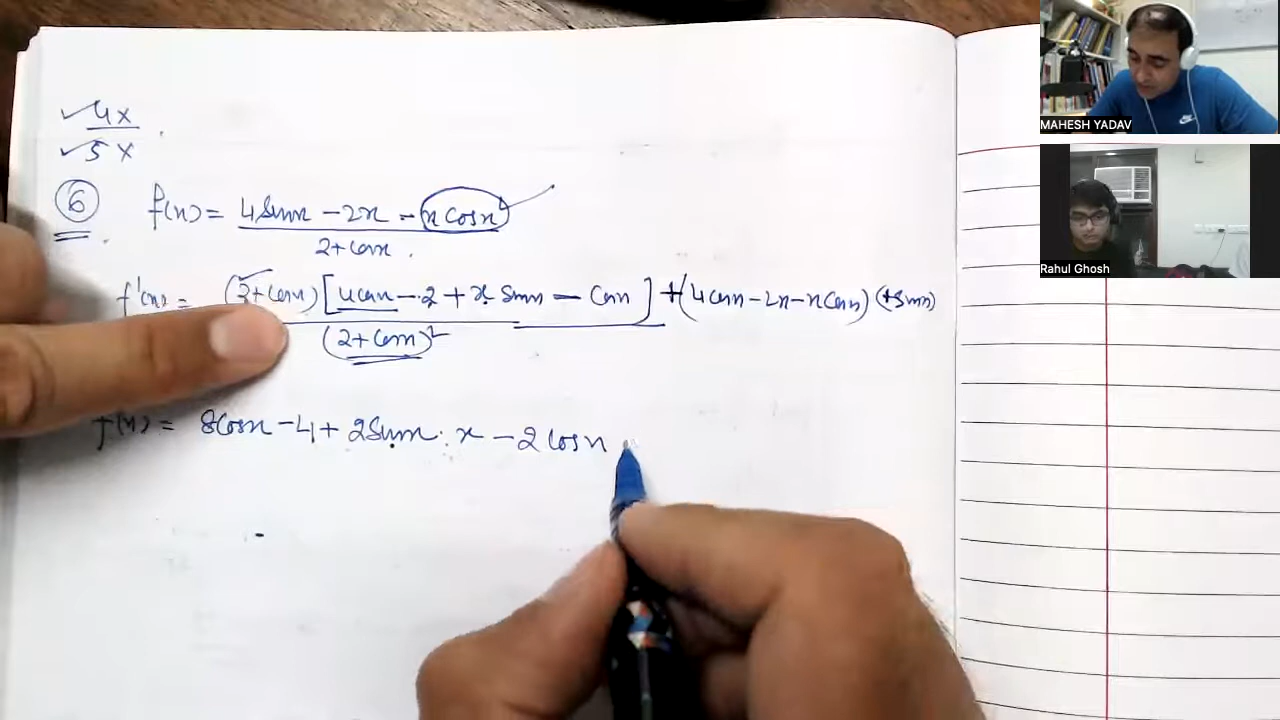 ✓4x
✓5x
6 f(x) = 4sinx - 2x - xcosx
2+cosx.
f'(x) = (2+cosx)[4cosx - 2 + x sinx - cosx] + (4cosx - 2x - xcosx)(+sinx)
(2+cosx)²
f'(x) = 8cosx - 4 + 2sinx·x - 2cosx
MAHESH YADAV
Rahul Ghosh